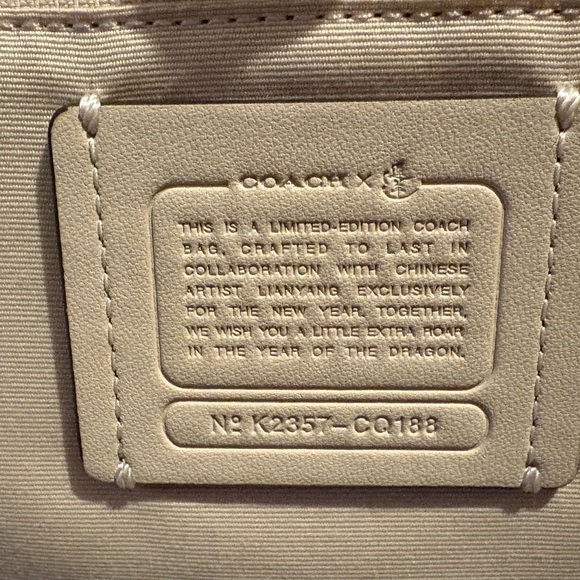 COACH X
THIS IS A LIMITED-EDITION COACH
BAG, CRAFTED TO LAST IN
COLLABORATION WITH CHINESE
ARTIST LIANYANG EXCLUSIVELY
FOR THE NEW YEAR. TOGETHER,
WE WISH YOU A LITTLE EXTRA ROAR
IN THE YEAR OF THE DRAGON.
Nº K2357-CQ188